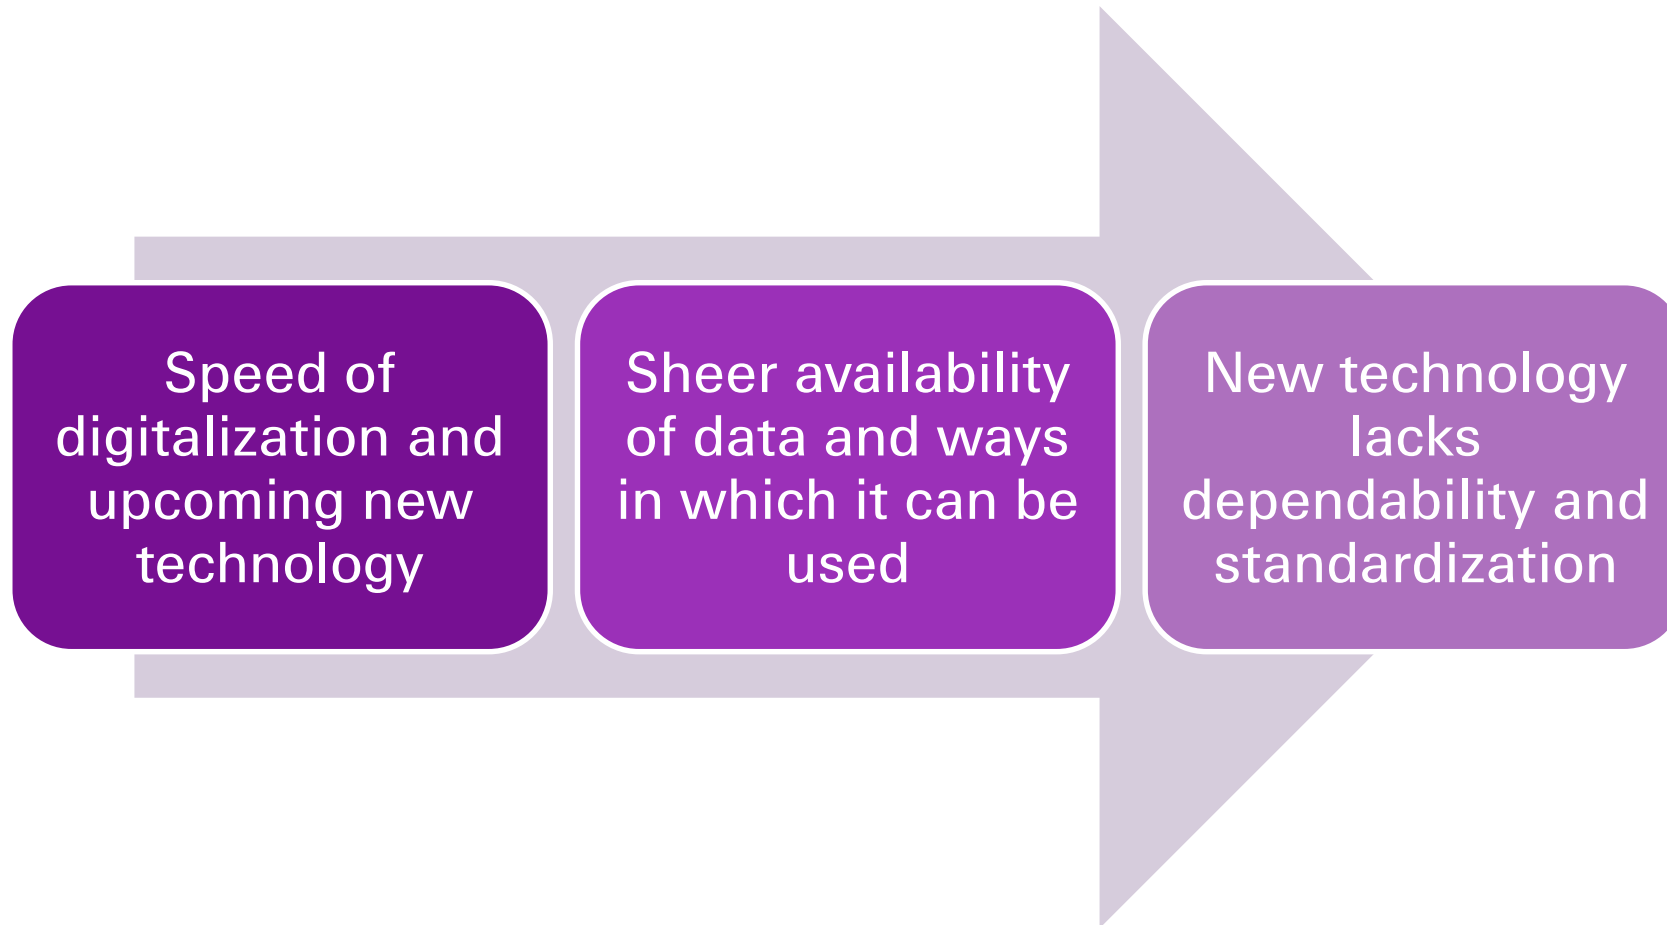 Speed of
digitalization and
upcoming new
technology
Sheer availability
of data and ways
in which it can be
used
New technology
lacks
dependability and
standardization